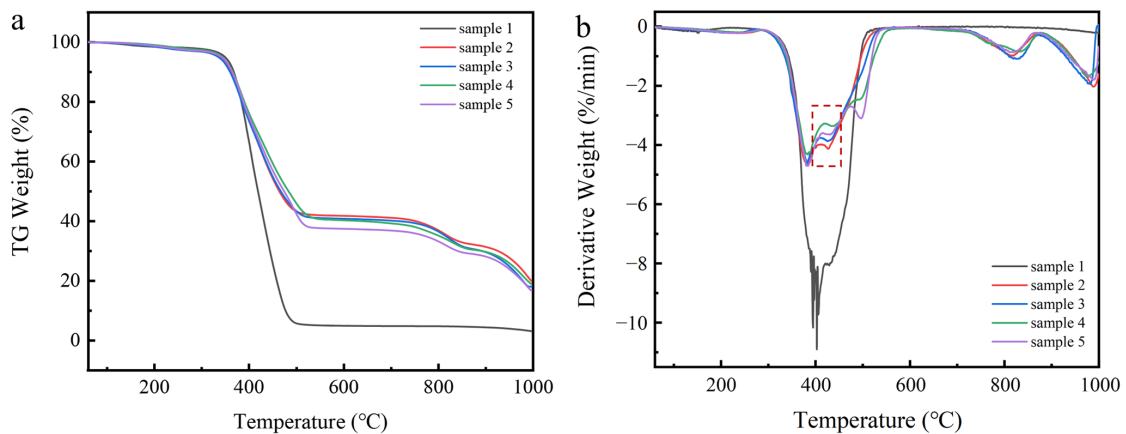 a
100
80
60
40
20
0
TG Weight (%)
200
400
600
800
1000
Temperature (℃)
sample 1
sample 2
sample 3
sample 4
sample 5
b
0
−2
−4
−6
−8
−10
Derivative Weight (%/min)
200
400
600
800
1000
Temperature (℃)
sample 1
sample 2
sample 3
sample 4
sample 5